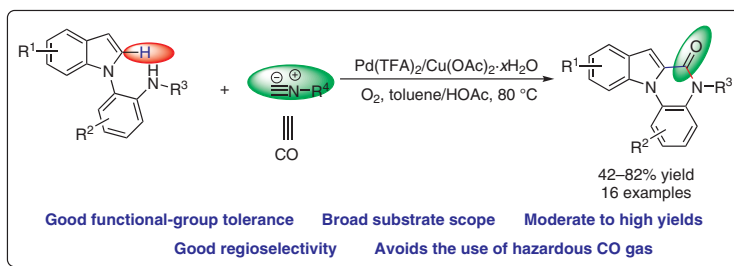 R1 H O
H N R3 + ⊖ ⊕ ≡N–R4 Pd(TFA)2/Cu(OAc)2·xH2O R1 N N R3
N R2 CO O2, toluene/HOAc, 80 °C R2
42–82% yield
16 examples
Good functional-group tolerance Broad substrate scope Moderate to high yields
Good regioselectivity Avoids the use of hazardous CO gas